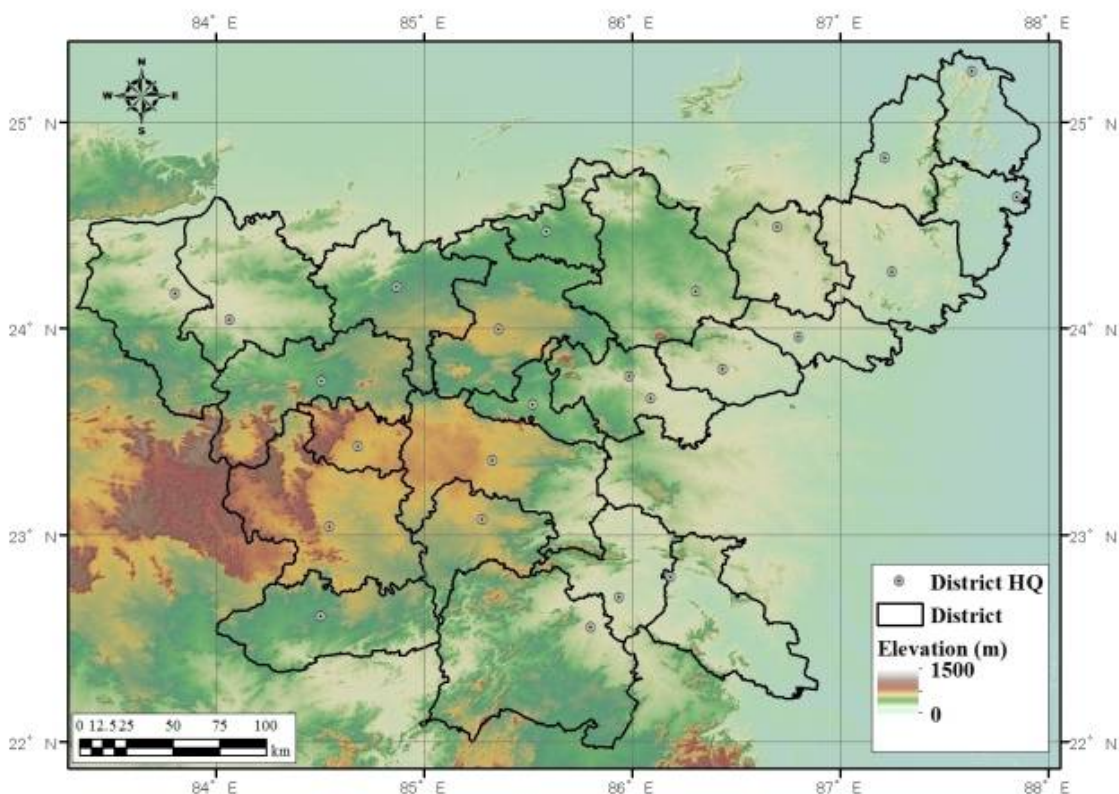 84° E 85° E 86° E 87° E 88° E
N
W E
S
25° N 25° N
24° N 24° N
23° N 23° N
22° N 22° N
District HQ
District
Elevation (m)
1500
0
0 12.5 25 50 75 100
km
84° E 85° E 86° E 87° E 88° E